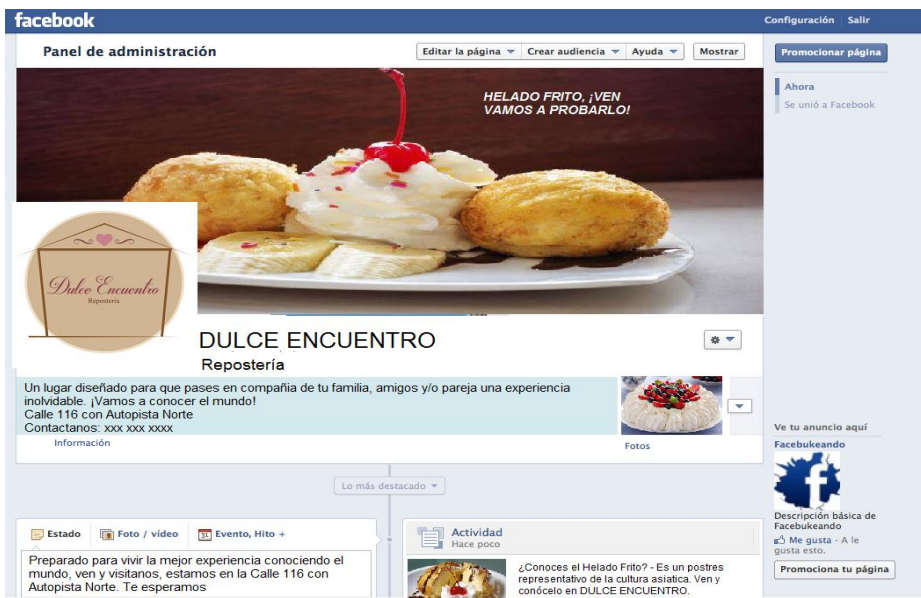 facebook
Configuración Salir
Panel de administración
Editar la página Crear audiencia Ayuda Mostrar
Promocionar página
Ahora
Se unió a Facebook
HELADO FRITO, ¡VEN
VAMOS A PROBARLO!
Dulce Encuentro
Repostería
DULCE ENCUENTRO
Repostería
Un lugar diseñado para que pases en compañia de tu familia, amigos y/o pareja una experiencia
inolvidable. ¡Vamos a conocer el mundo!
Calle 116 con Autopista Norte
Contactanos: xxx xxx xxxx
Información
Fotos
Ve tu anuncio aquí
Facebukeando
Descripción básica de
Facebukeando
Me gusta · A le
gusta esto.
Promociona tu página
Lo más destacado
Estado Foto / vídeo 31 Evento, Hito +
Preparado para vivir la mejor experiencia conociendo el
mundo, ven y visitanos, estamos en la Calle 116 con
Autopista Norte. Te esperamos
Actividad
Hace poco
¿Conoces el Helado Frito? - Es un postres
representativo de la cultura asiatica. Ven y
conócelo en DULCE ENCUENTRO.